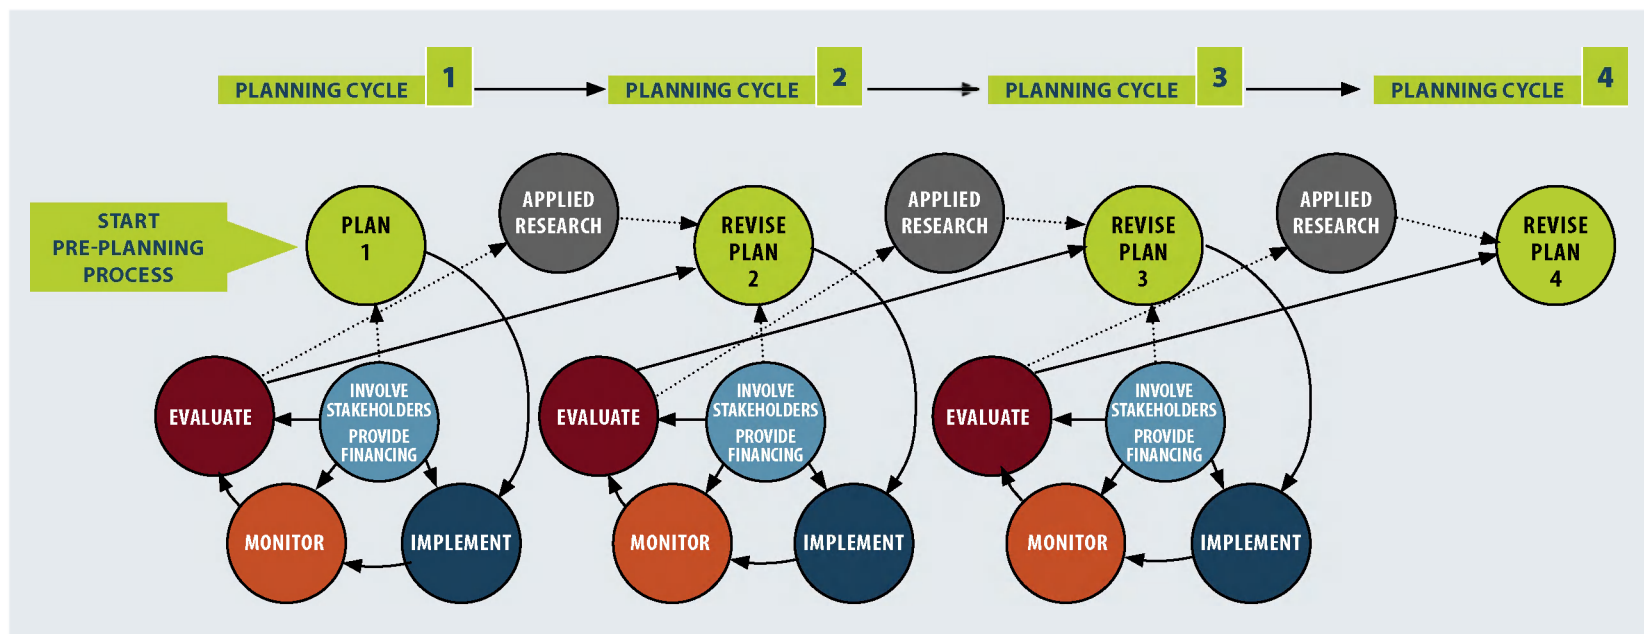 PLANNING CYCLE 1
PLANNING CYCLE 2
PLANNING CYCLE 3
PLANNING CYCLE 4
START
PRE-PLANNING
PROCESS
PLAN
1
APPLIED
RESEARCH
REVISE
PLAN
2
APPLIED
RESEARCH
REVISE
PLAN
3
APPLIED
RESEARCH
REVISE
PLAN
4
EVALUATE
INVOLVE
STAKEHOLDERS
PROVIDE
FINANCING
MONITOR
IMPLEMENT
EVALUATE
INVOLVE
STAKEHOLDERS
PROVIDE
FINANCING
MONITOR
IMPLEMENT
EVALUATE
INVOLVE
STAKEHOLDERS
PROVIDE
FINANCING
MONITOR
IMPLEMENT